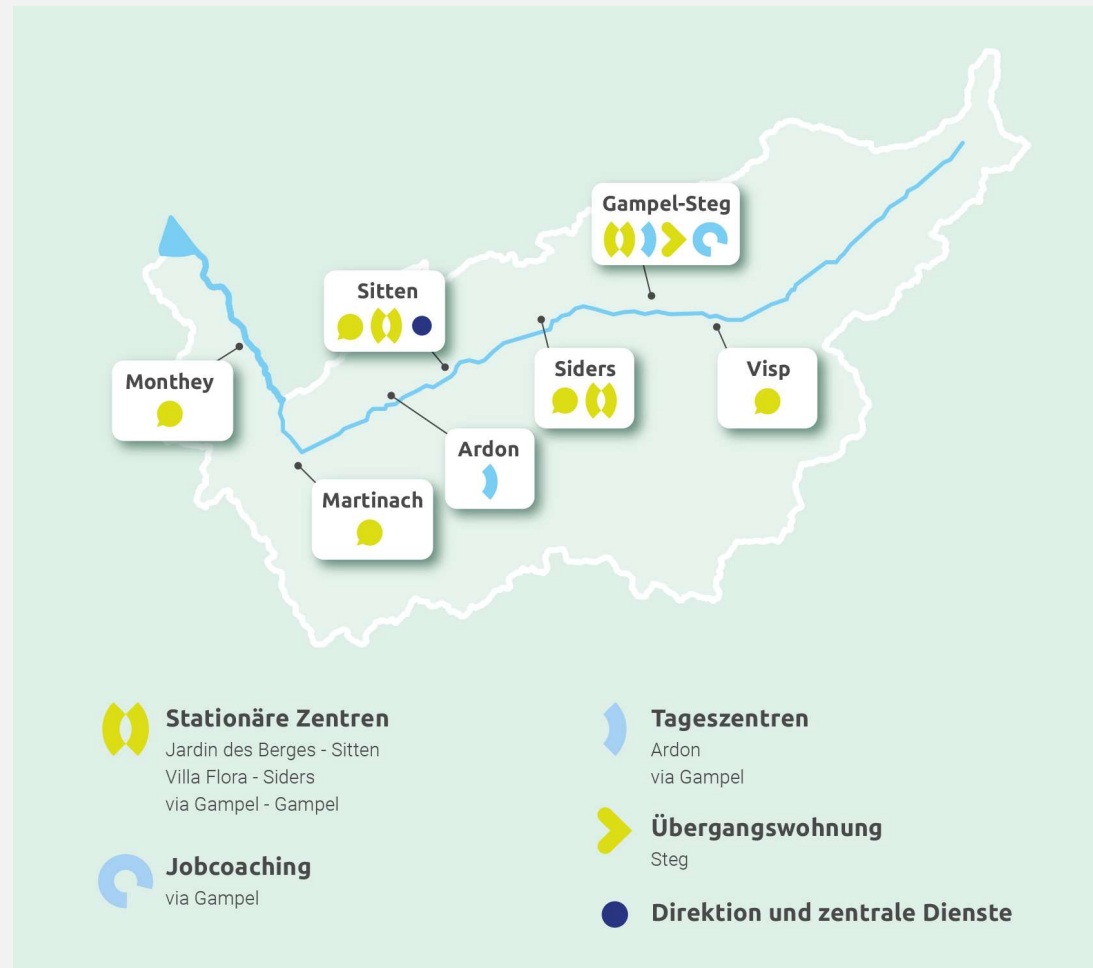 Gampel-Steg
Sitten
Siders
Visp
Monthey
Ardon
Martinach
Stationäre Zentren
Jardin des Berges - Sitten
Villa Flora - Siders
via Gampel - Gampel
Jobcoaching
via Gampel
Tageszentren
Ardon
via Gampel
Übergangswohnung
Steg
Direktion und zentrale Dienste